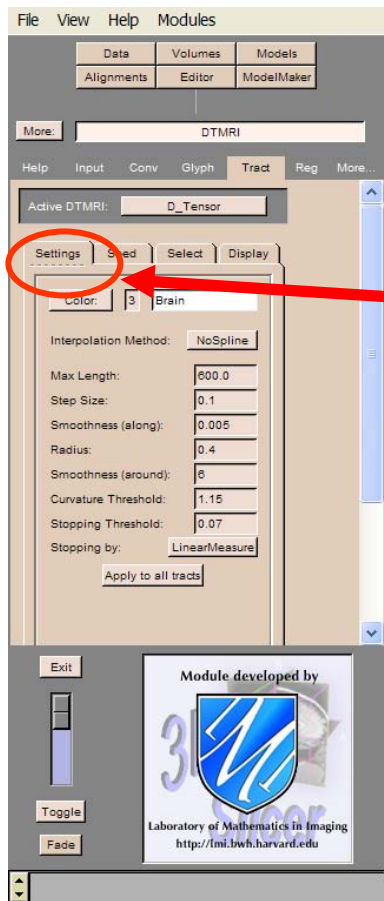 File View Help Modules
Data Volumes Models
Alignments Editor ModelMaker
More: DTMRI
Help Input Conv Glyph Tract Reg More...
Active DTMRI: D_Tensor
Settings Seed Select Display
Color: 3 Brain
Interpolation Method: NoSpline
Max Length: 600.0
Step Size: 0.1
Smoothness (along): 0.005
Radius: 0.4
Smoothness (around): 6
Curvature Threshold: 1.15
Stopping Threshold: 0.07
Stopping by: LinearMeasure
Apply to all tracts
Exit
Module developed by
3D Slicer
Toggle
Laboratory of Mathematics in Imaging
Fade
http://lmi.bwh.harvard.edu